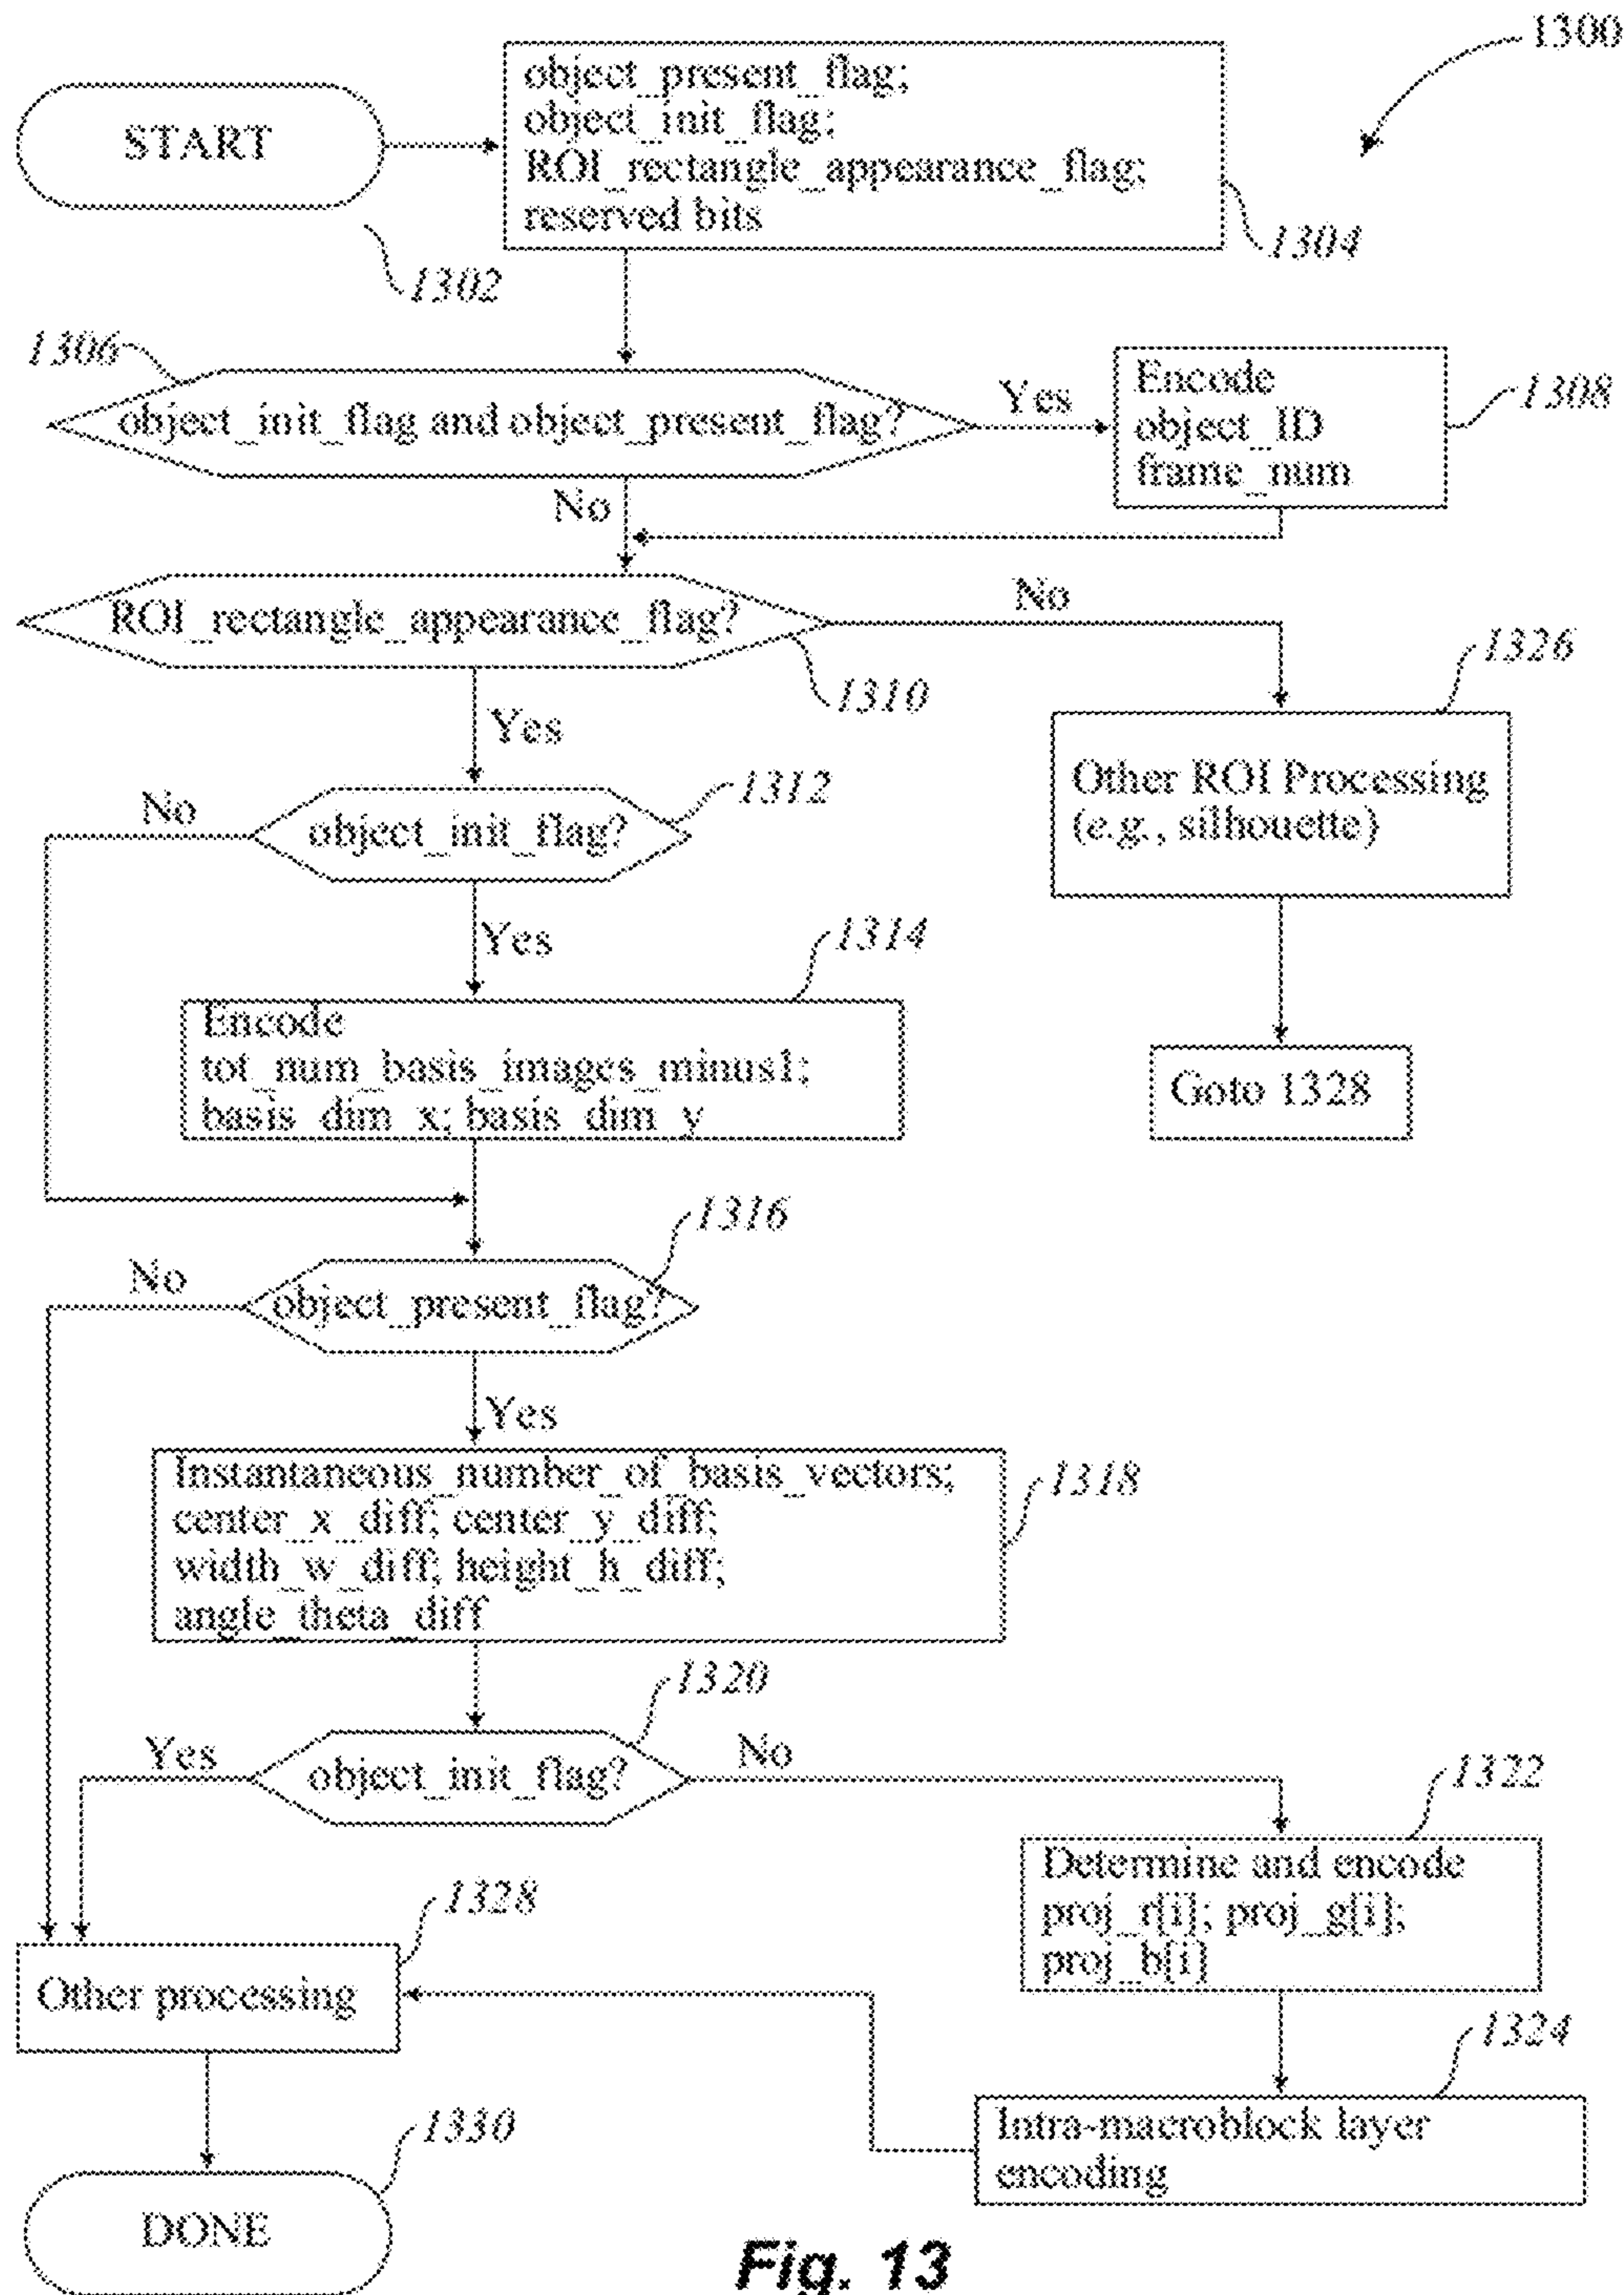 1300
START
object_present_flag;
object_init_flag;
ROI_rectangle_appearance_flag;
reserved bits
1304
1302
1306
object_init_flag and object_present_flag?
Yes
Encode
object_ID
frame_num
1308
No
ROI_rectangle_appearance_flag?
No
1310
1326
Yes
Other ROI Processing
(e.g., silhouette)
1312
No
object_init_flag?
Yes
1314
Encode
tot_num_basis_images_minus1;
basis_dim_x; basis_dim_y
Goto 1328
1316
No
object_present_flag?
Yes
Instantaneous_number_of_basis_vectors;
center_x_diff; center_y_diff;
width_w_diff; height_h_diff;
angle_theta_diff
1318
1320
Yes
object_init_flag?
No
1322
Determine and encode
proj_r[i]; proj_g[i];
proj_b[i]
1328
Other processing
1324
Intra-macroblock layer
encoding
1330
DONE
Fig. 13